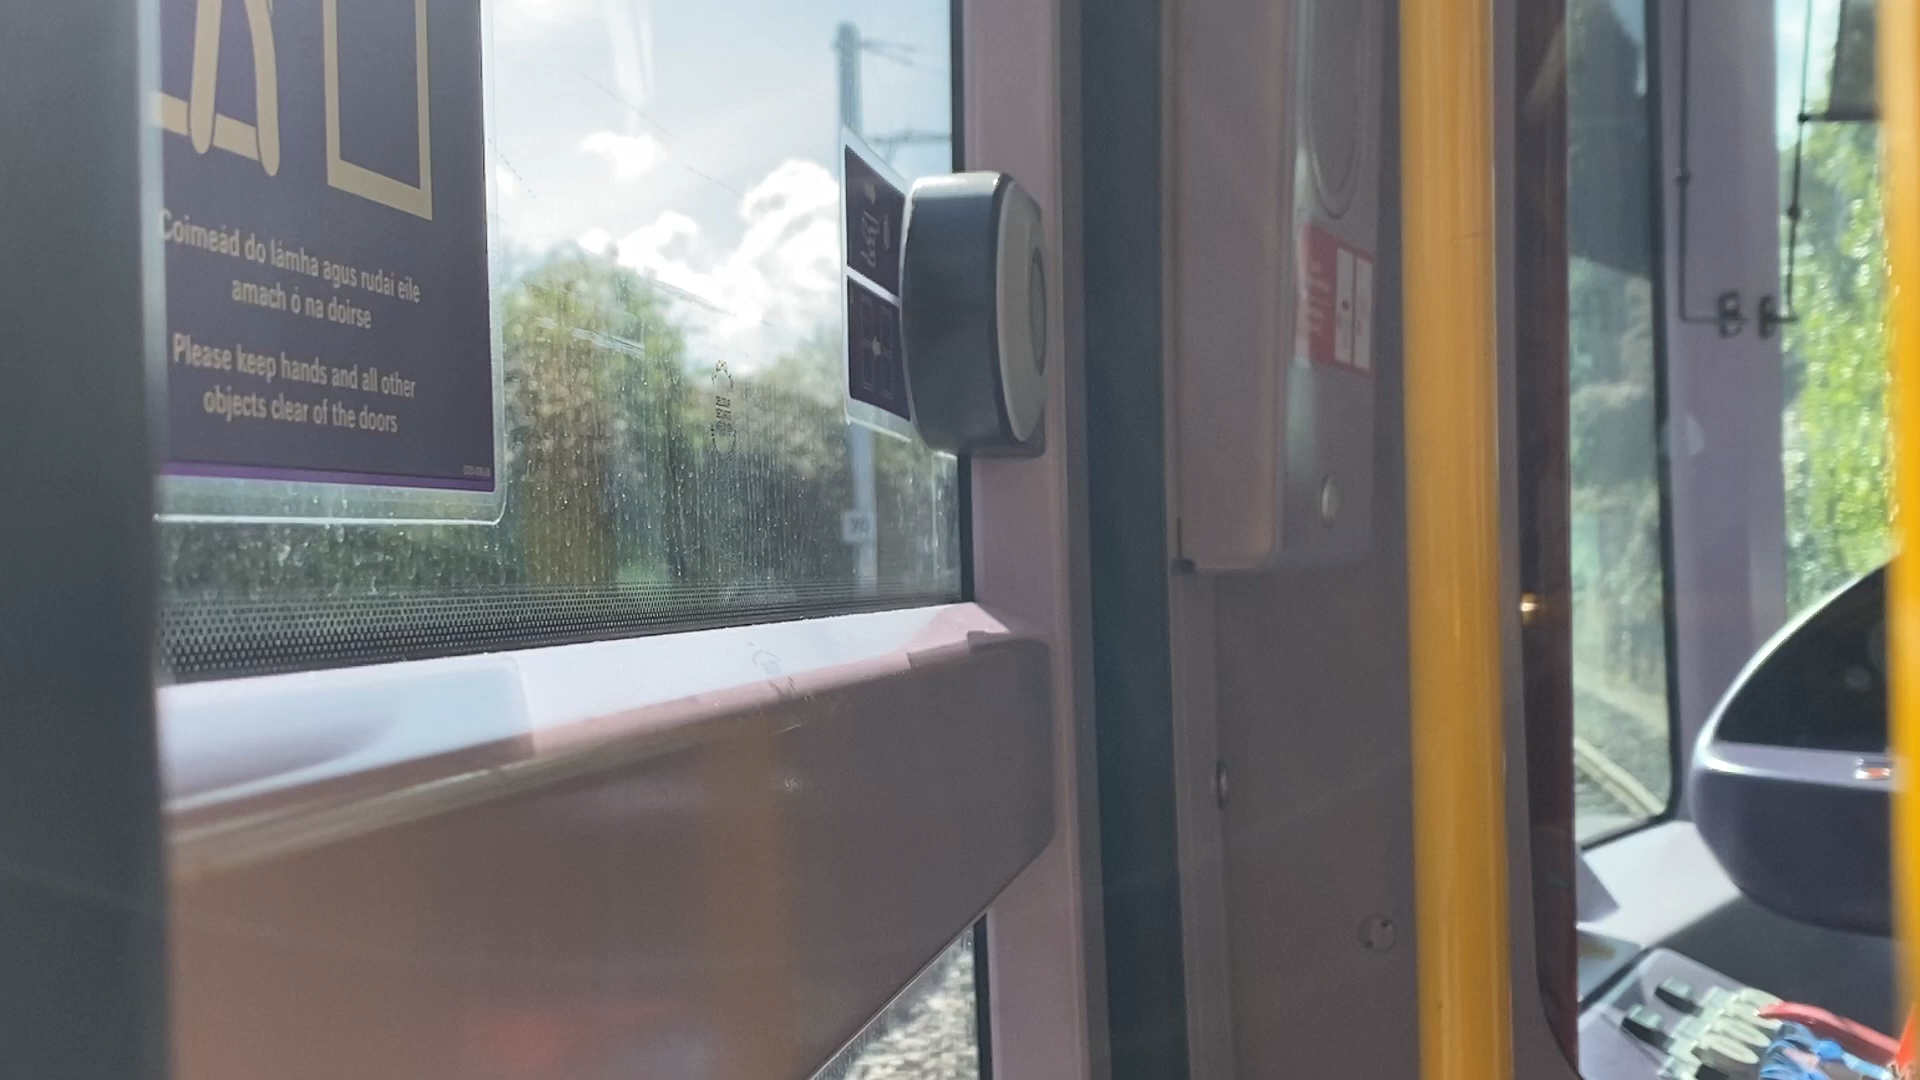 Coimeád do lámha agus rudaí eile
amach ó na doirse
Please keep hands and all other
objects clear of the doors